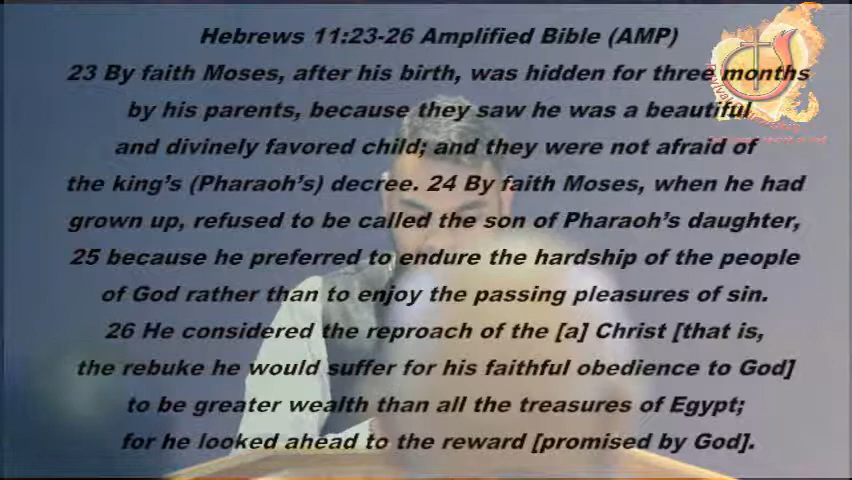 Hebrews 11:23-26 Amplified Bible (AMP)
23 By faith Moses, after his birth, was hidden for three months
by his parents, because they saw he was a beautiful
and divinely favored child; and they were not afraid of
the king's (Pharaoh's) decree. 24 By faith Moses, when he had
grown up, refused to be called the son of Pharaoh's daughter,
25 because he preferred to endure the hardship of the people
of God rather than to enjoy the passing pleasures of sin.
26 He considered the reproach of the [a] Christ [that is,
the rebuke he would suffer for his faithful obedience to God]
to be greater wealth than all the treasures of Egypt;
for he looked ahead to the reward [promised by God].